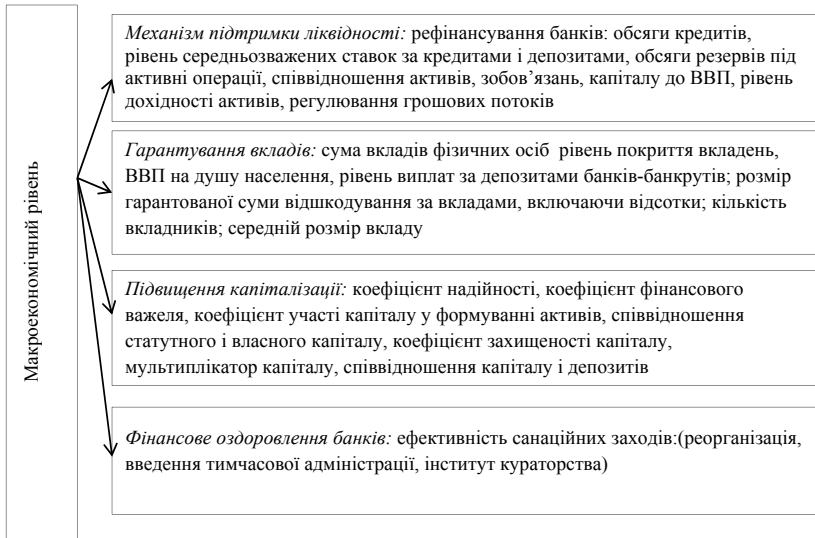 Макроекономічний рівень
Механізм підтримки ліквідності: рефінансування банків: обсяги кредитів,
рівень середньозважених ставок за кредитами і депозитами, обсяги резервів під
активні операції, співвідношення активів, зобов’язань, капіталу до ВВП, рівень
дохідності активів, регулювання грошових потоків
Гарантування вкладів: сума вкладів фізичних осіб рівень покриття вкладень,
ВВП на душу населення, рівень виплат за депозитами банків-банкрутів; розмір
гарантованої суми відшкодування за вкладами, включаючи відсотки; кількість
вкладників; середній розмір вкладу
Підвищення капіталізації: коефіцієнт надійності, коефіцієнт фінансового
важеля, коефіцієнт участі капіталу у формуванні активів, співвідношення
статутного і власного капіталу, коефіцієнт захищеності капіталу,
мультиплікатор капіталу, співвідношення капіталу і депозитів
Фінансове оздоровлення банків: ефективність санаційних заходів:(реорганізація,
введення тимчасової адміністрації, інститут кураторства)